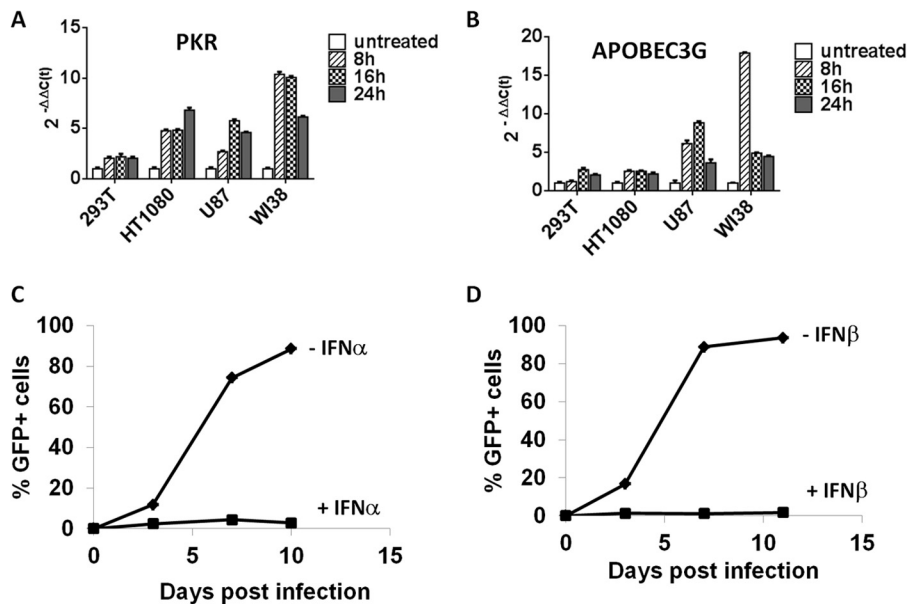 A
PKR
2^-ΔΔC(t)
15
10
5
0
293T
HT1080
U87
WI38
untreated
8h
16h
24h
B
APOBEC3G
2^-ΔΔC(t)
20
15
10
5
0
293T
HT1080
U87
WI38
untreated
8h
16h
24h
C
% GFP+ cells
100
80
60
40
20
0
- IFNα
+ IFNα
0 5 10 15
Days post infection
D
% GFP+ cells
100
80
60
40
20
0
- IFNβ
+ IFNβ
0 5 10 15
Days post infection